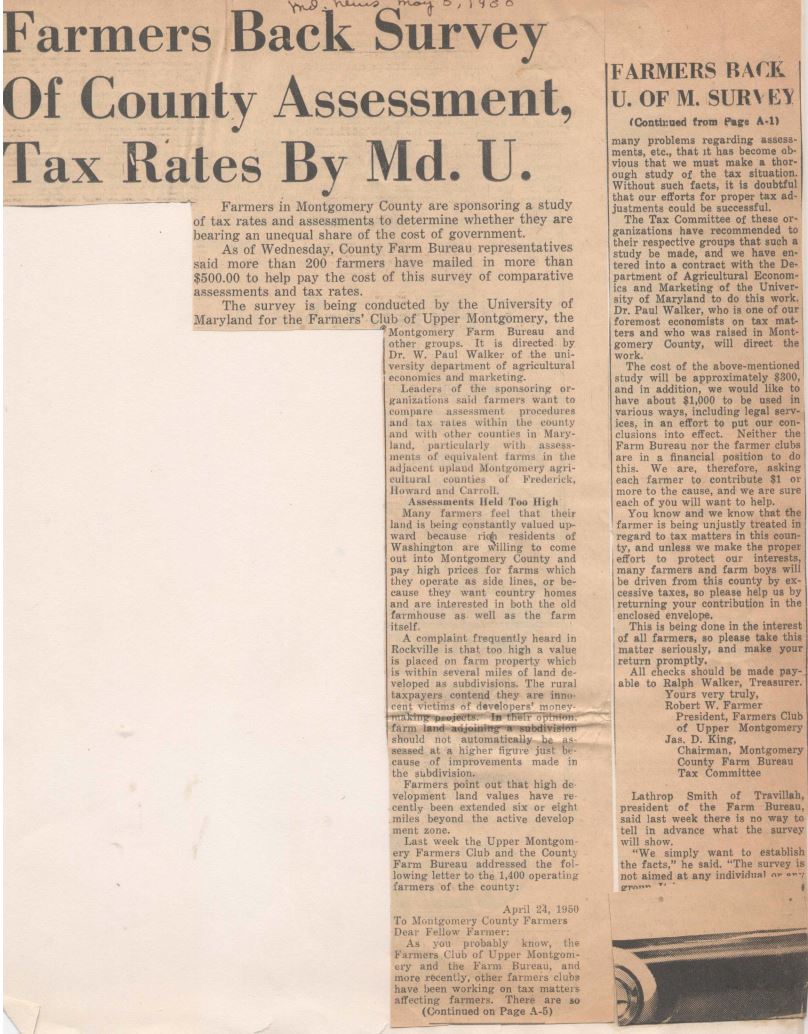 Md. News May 1950
Farmers Back Survey
Of County Assessment,
Tax Rates By Md. U.
Farmers in Montgomery County are sponsoring a study
of tax rates and assessments to determine whether they are
bearing an unequal share of the cost of government.
As of Wednesday, County Farm Bureau representatives
said more than 200 farmers have mailed in more than
$500.00 to help pay the cost of this survey of comparative
assessments and tax rates.
The survey is being conducted by the University of
Maryland for the Farmers' Club of Upper Montgomery, the
Montgomery Farm Bureau and
other groups. It is directed by
Dr. W. Paul Walker of the uni-
versity department of agricultural
economics and marketing.
Leaders of the sponsoring or-
ganizations said farmers want to
compare assessment procedures
and tax rates within the county
and with other counties in Mary-
land, particularly with assess-
ments of equivalent farms in the
adjacent upland Montgomery agri-
cultural counties of Frederick,
Howard and Carroll.
Assessments Held Too High
Many farmers feel that their
land is being constantly valued up-
ward because rich residents of
Washington are willing to come
out into Montgomery County and
pay high prices for farms which
they operate as side lines, or be-
cause they want country homes
and are interested in both the old
farmhouse as well as the farm
itself.
A complaint frequently heard in
Rockville is that too high a value
is placed on farm property which
is within several miles of land de-
veloped as subdivisions. The rural
taxpayers contend they are inno-
cent victims of developers' money-
making projects. In their opinion,
farm land adjoining a subdivision
should not automatically be as-
sessed at a higher figure just be-
cause of improvements made in
the subdivision.
Farmers point out that high de-
velopment land values have re-
cently been extended six or eight
miles beyond the active develop
ment zone.
Last week the Upper Montgom-
ery Farmers Club and the County
Farm Bureau addressed the fol-
lowing letter to the 1,400 operating
farmers of the county:
April 24, 1950
To Montgomery County Farmers
Dear Fellow Farmer:
As you probably know, the
Farmers Club of Upper Montgom-
ery and the Farm Bureau, and
more recently, other farmers clubs
have been working on tax matters
affecting farmers. There are so
(Continued on Page A-5)
FARMERS BACK
U. OF M. SURVEY
(Continued from Page A-1)
many problems regarding assess-
ments, etc., that it has become ob-
vious that we must make a thor-
ough study of the tax situation.
Without such facts, it is doubtful
that our efforts for proper tax ad-
justments could be successful.
The Tax Committee of these or-
ganizations have recommended to
their respective groups that such a
study be made, and we have en-
tered into a contract with the De-
partment of Agricultural Econom-
ics and Marketing of the Univer-
sity of Maryland to do this work.
Dr. Paul Walker, who is one of our
foremost economists on tax mat-
ters and who was raised in Mont-
gomery County, will direct the
work.
The cost of the above-mentioned
study will be approximately $300,
and in addition, we would like to
have about $1,000 to be used in
various ways, including legal serv-
ices, in an effort to put our con-
clusions into effect. Neither the
Farm Bureau nor the farmer clubs
are in a financial position to do
this. We are, therefore, asking
each farmer to contribute $1 or
more to the cause, and we are sure
each of you will want to help.
You know and we know that the
farmer is being unjustly treated in
regard to tax matters in this coun-
ty, and unless we make the proper
effort to protect our interests,
many farmers and farm boys will
be driven from this county by ex-
cessive taxes, so please help us by
returning your contribution in the
enclosed envelope.
This is being done in the interest
of all farmers, so please take this
matter seriously, and make your
return promptly.
All checks should be made pay-
able to Ralph Walker, Treasurer.
Yours very truly,
Robert W. Farmer
President, Farmers Club
of Upper Montgomery
Jas. D. King,
Chairman, Montgomery
County Farm Bureau
Tax Committee
Lathrop Smith of Travillah,
president of the Farm Bureau,
said last week there is no way to
tell in advance what the survey
will show.
"We simply want to establish
the facts," he said. "The survey is
not aimed at any individual or any
group